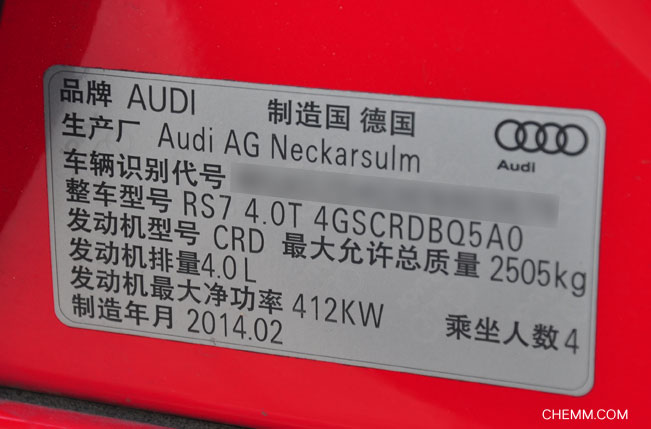 品牌 AUDI 制造国 德国
生产厂 Audi AG Neckarsulm
Audi
车辆识别代号
整车型号 RS7 4.0T 4GSCRDBQ5A0
发动机型号 CRD 最大允许总质量 2505kg
发动机排量4.0L
发动机最大净功率 412KW
制造年月 2014.02 乘坐人数 4
CHEMM.COM